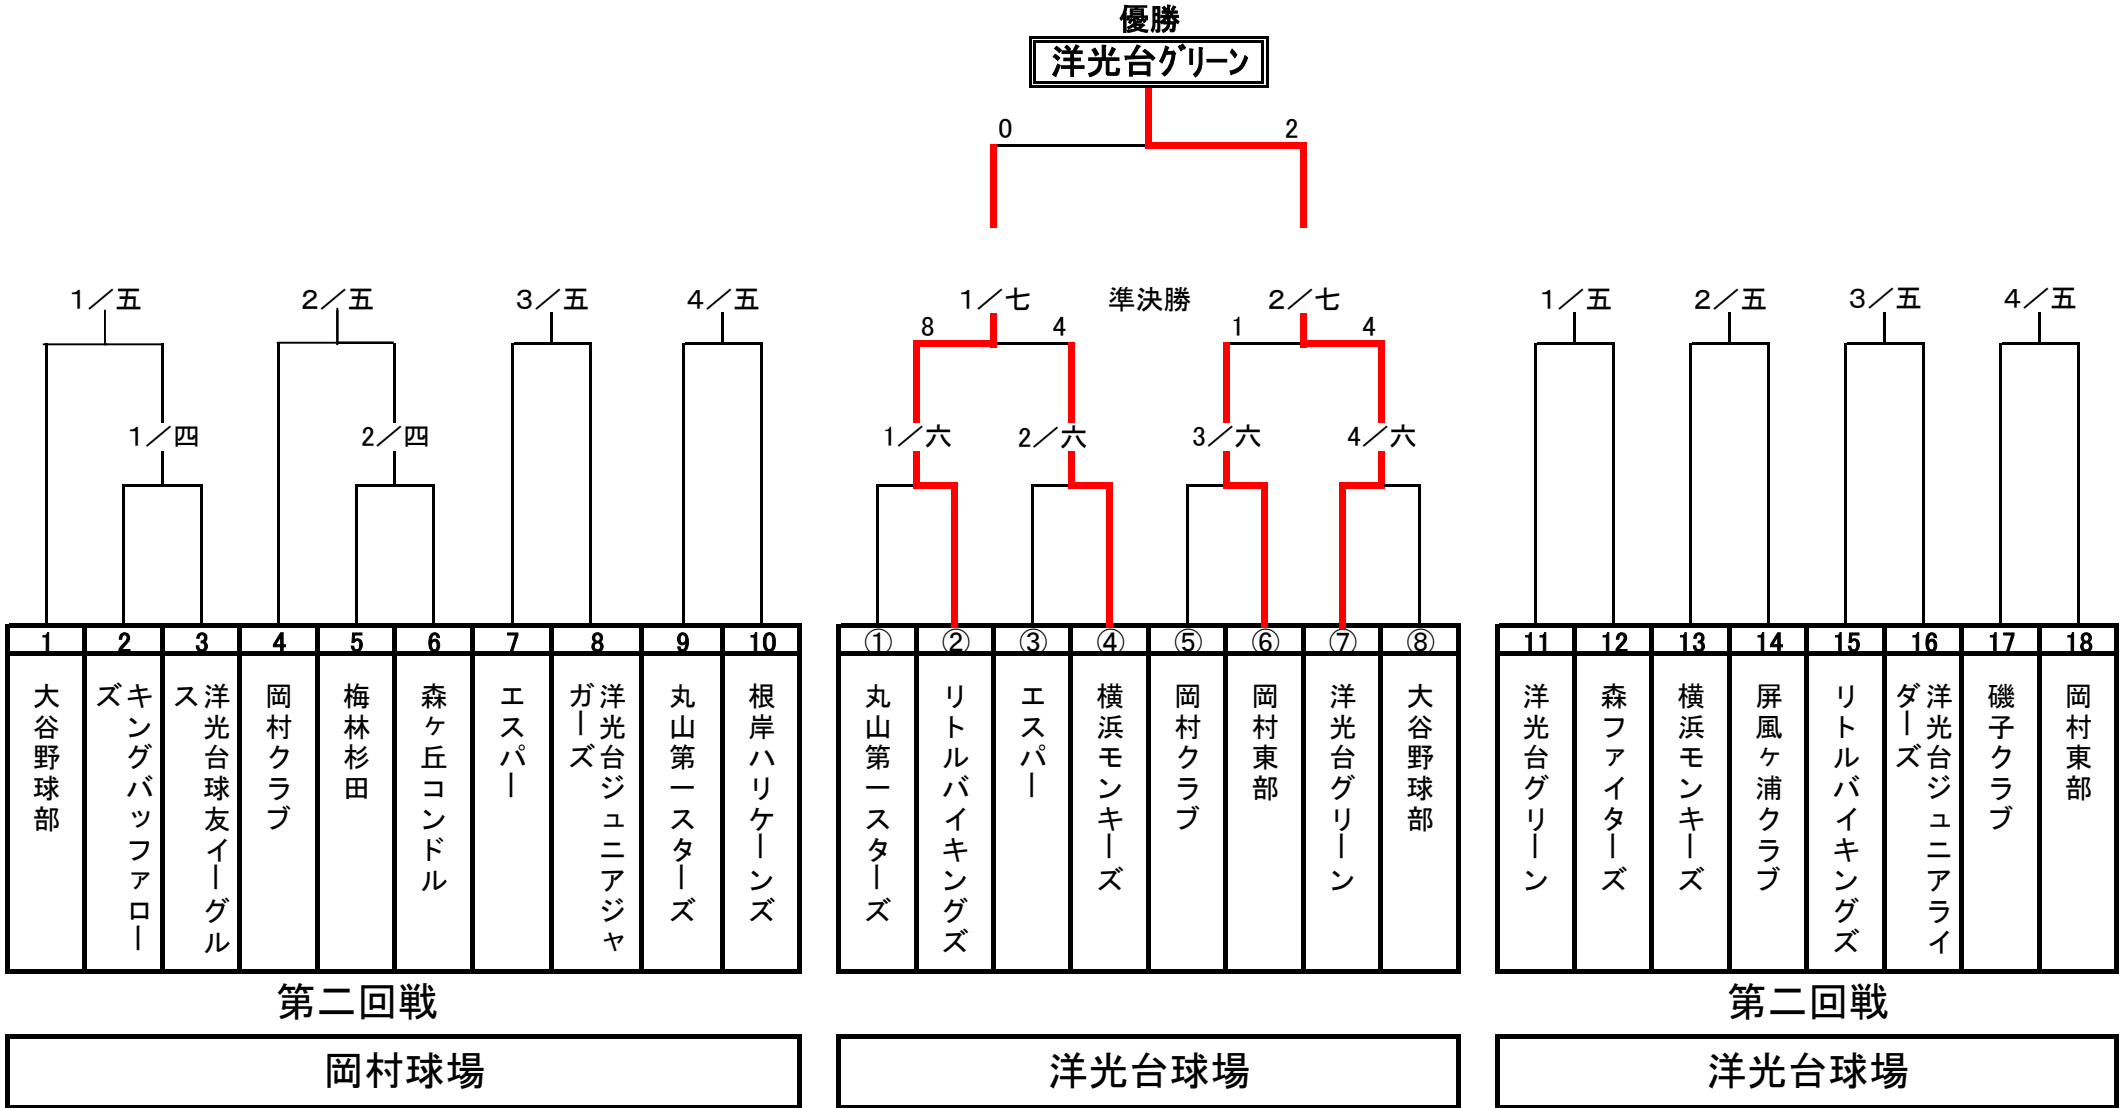 優勝
洋光台グリーン
0 2
1／五 2／五 3／五 4／五 1／七 準決勝 2／七 1／五 2／五 3／五 4／五
8 4 1 4
1／四 2／四 1／六 2／六 3／六 4／六
1 2 3 4 5 6 7 8 9 10 ① ② ③ ④ ⑤ ⑥ ⑦ ⑧ 11 12 13 14 15 16 17 18
大谷野球部
キングバッファローズ
洋光台球友イーグルス
岡村クラブ
梅林杉田
森ヶ丘コンドル
エスパー
洋光台ジュニアジャガーズ
丸山第一スターズ
根岸ハリケーンズ
丸山第一スターズ
リトルバイキングズ
エスパー
横浜モンキーズ
岡村クラブ
岡村東部
洋光台グリーン
大谷野球部
洋光台グリーン
森ファイターズ
横浜モンキーズ
屏風ヶ浦クラブ
リトルバイキングズ
洋光台ジュニアライダーズ
磯子クラブ
岡村東部
第二回戦 第二回戦
岡村球場 洋光台球場 洋光台球場